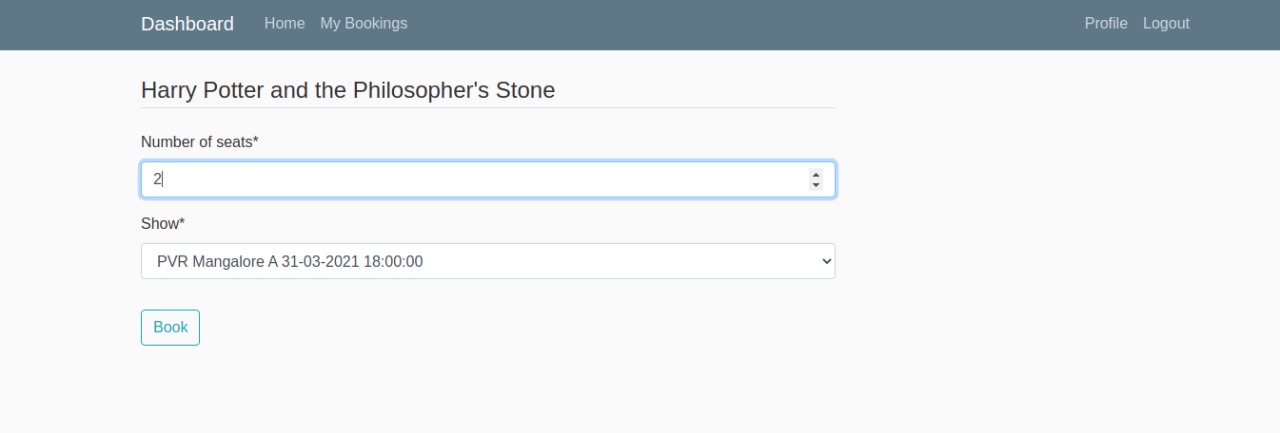 Dashboard Home My Bookings Profile Logout
Harry Potter and the Philosopher's Stone
Number of seats*
2
Show*
PVR Mangalore A 31-03-2021 18:00:00
Book